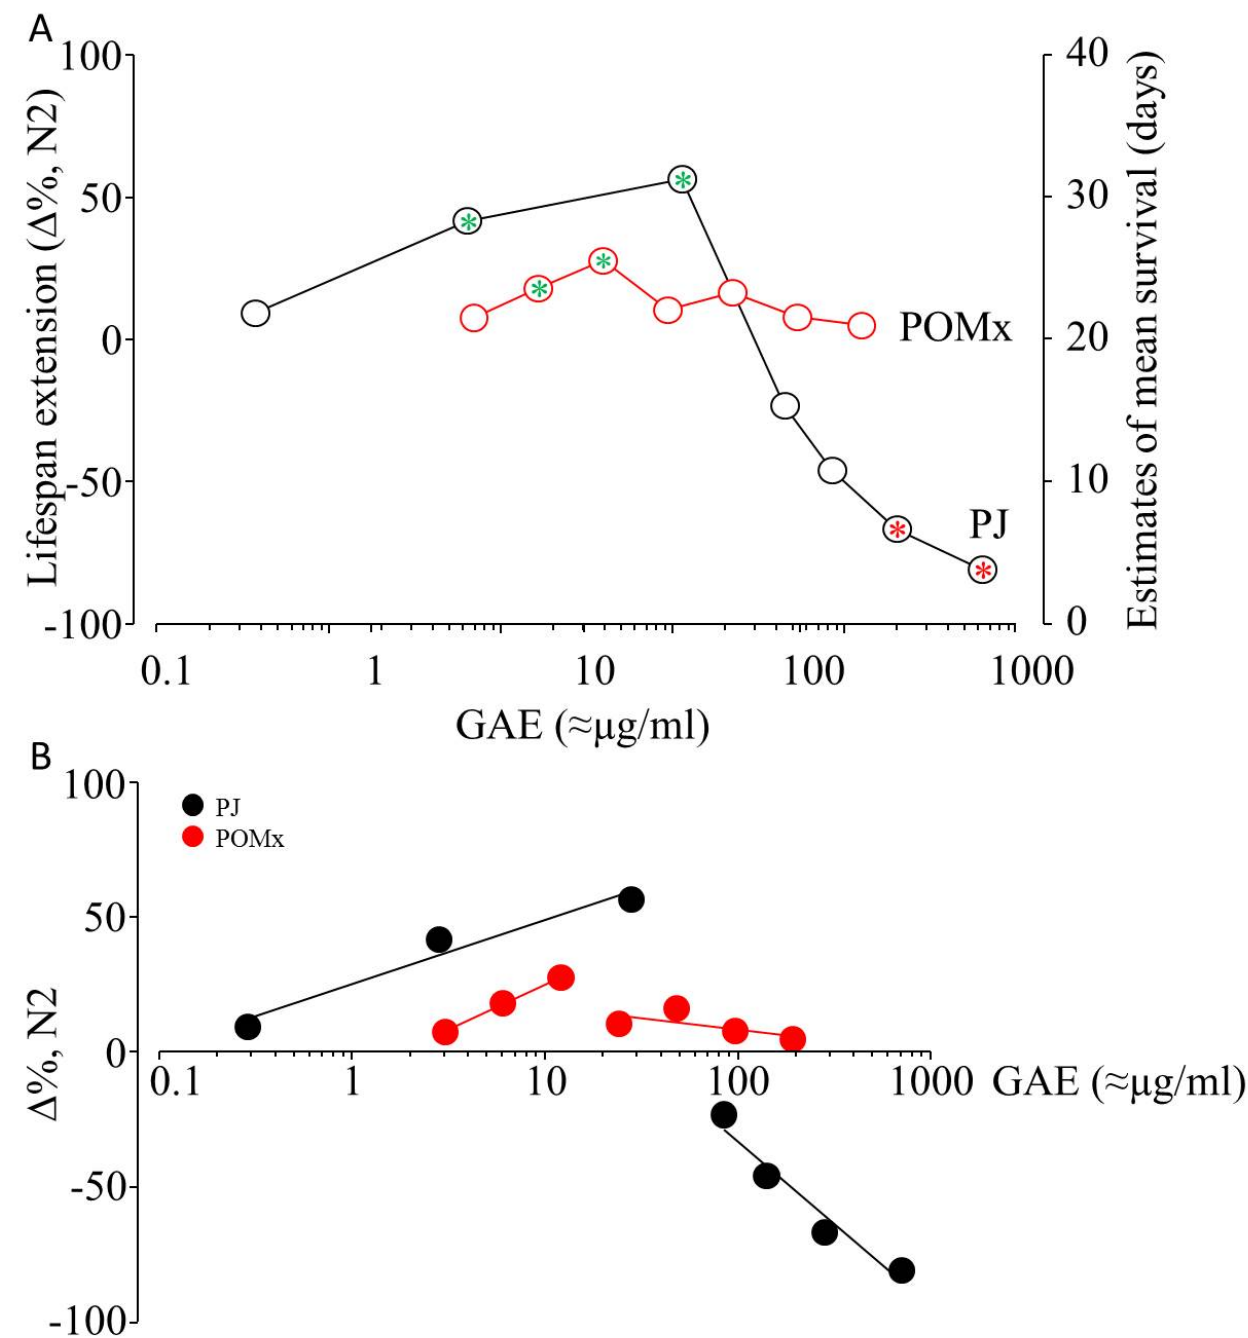 A
100
50
0
-50
-100
Lifespan extension (Δ%, N2)
40
30
20
10
0
Estimates of mean survival (days)
POMx
PJ
* * * * * *
0.1 1 10 100 1000
GAE (≈μg/ml)
B
100
50
0
-50
-100
Δ%, N2
PJ
POMx
0.1 1 10 100 1000 GAE (≈μg/ml)